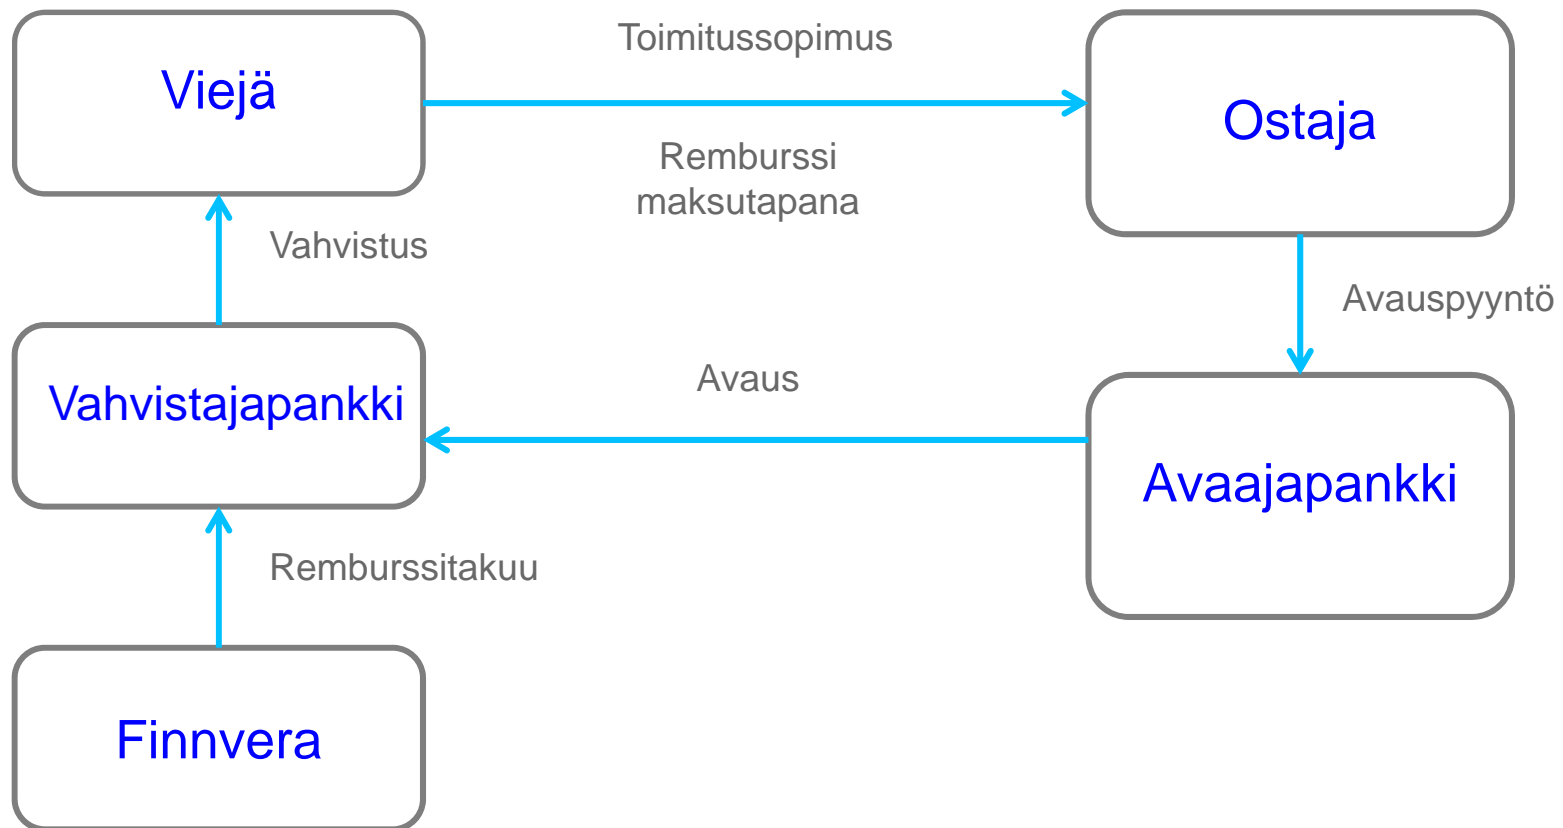 Toimitussopimus
Viejä
Ostaja
Remburssi
maksutapana
Vahvistus
Avauspyyntö
Avaus
Vahvistajapankki
Avaajapankki
Remburssitakuu
Finnvera